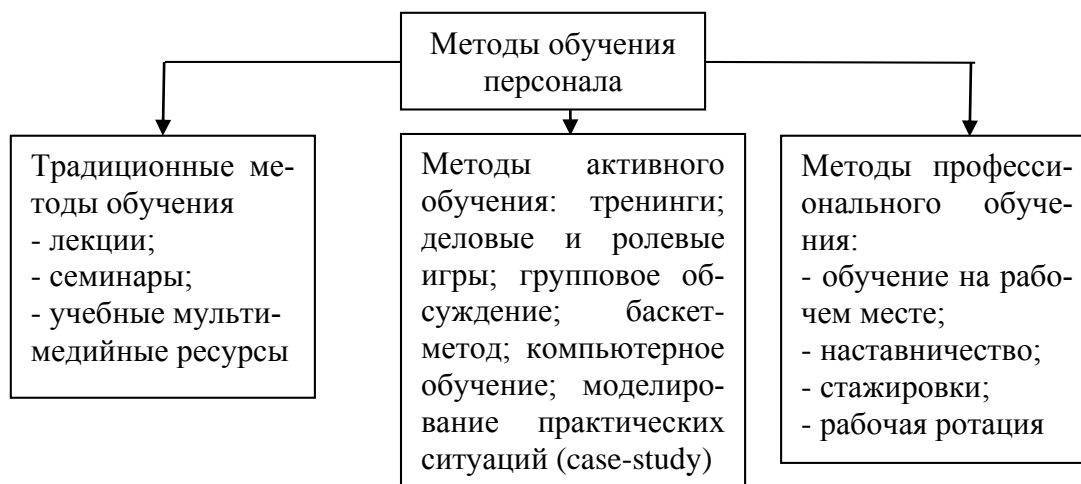 Методы обучения
персонала
Традиционные ме-
тоды обучения
- лекции;
- семинары;
- учебные мульти-
медийные ресурсы
Методы активного
обучения: тренинги;
деловые и ролевые
игры; групповое об-
суждение; баскет-
метод; компьютерное
обучение; моделиро-
вание практических
ситуаций (case-study)
Методы професси-
онального обуче-
ния:
- обучение на рабо-
чем месте;
- наставничество;
- стажировки;
- рабочая ротация